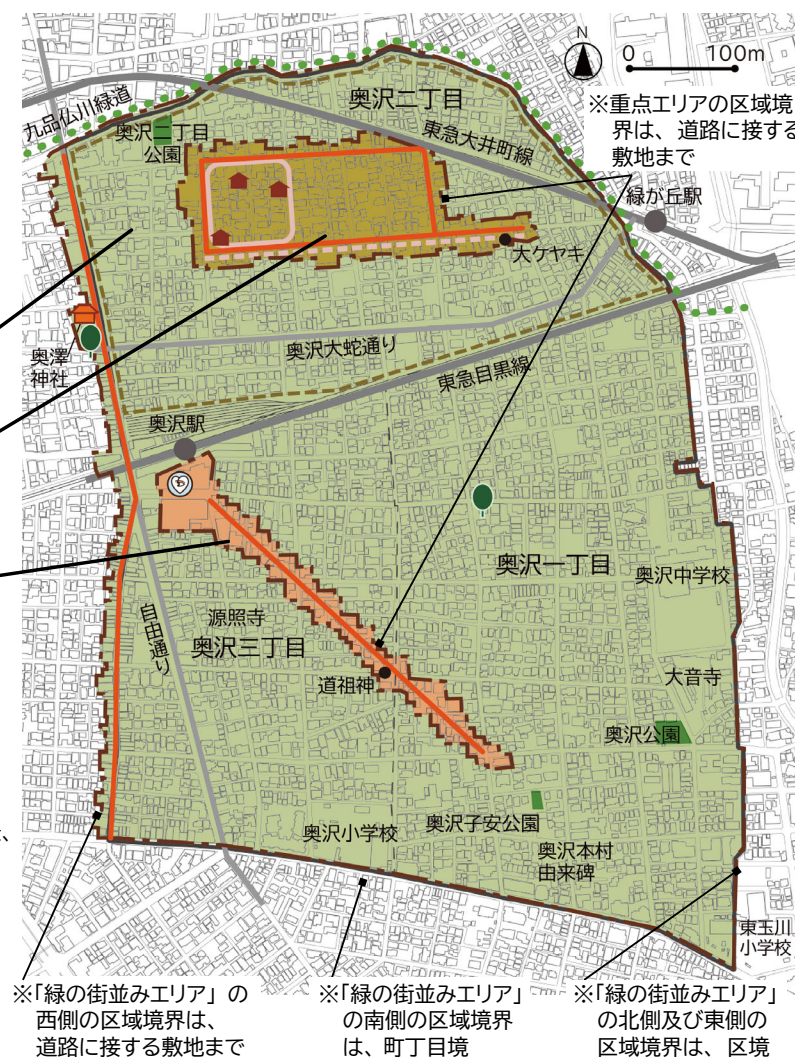 N
0 100m
※重点エリアの区域境
界は、道路に接する
敷地まで
九品仏川緑道
奥沢二丁目
奥沢二丁目
公園
東急大井町線
緑が丘駅
大ケヤキ
奥澤
神社
奥沢大蛇通り
東急目黒線
奥沢駅
奥沢一丁目
奥沢中学校
源照寺
奥沢三丁目
自由通り
道祖神
大音寺
奥沢公園
奥沢小学校
奥沢子安公園
奥沢本村
由来碑
東玉川
小学校
、
※「緑の街並みエリア」の
西側の区域境界は、
道路に接する敷地まで
※「緑の街並みエリア」
の南側の区域境界
は、町丁目境
※「緑の街並みエリア」
の北側及び東側の
区域境界は、区境